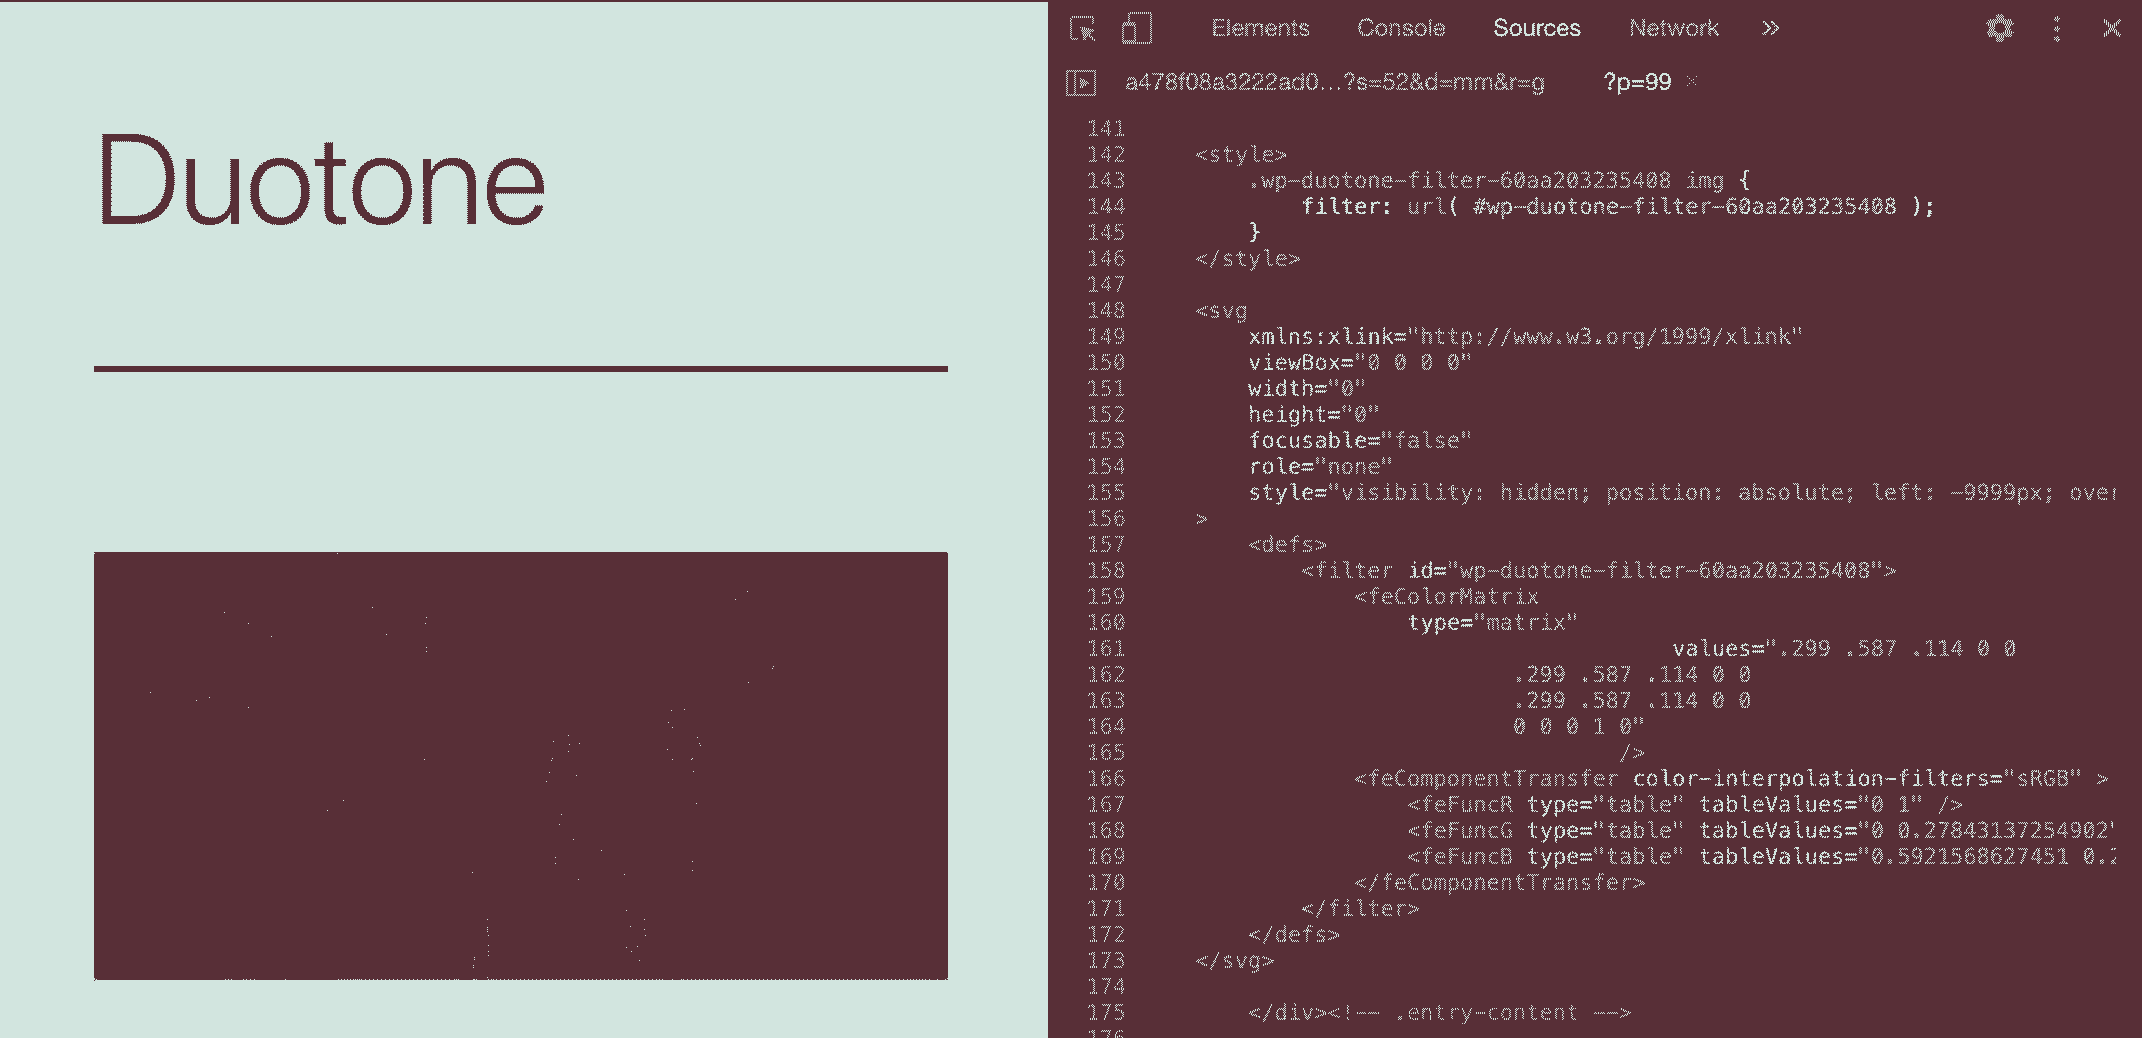 Duotone
Elements Console Sources Network »
a478f08a3222ad0...?s=52&d=mm&r=g ?p=99 ×
141
142 <style>
143 .wp-duotone-filter-60aa203235408 img {
144 filter: url( #wp-duotone-filter-60aa203235408 );
145 }
146 </style>
147
148 <svg
149 xmlns:xlink="http://www.w3.org/1999/xlink"
150 viewBox="0 0 0 0"
151 width="0"
152 height="0"
153 focusable="false"
154 role="none"
155 style="visibility: hidden; position: absolute; left: -9999px; over
156 >
157 <defs>
158 <filter id="wp-duotone-filter-60aa203235408">
159 <feColorMatrix
160 type="matrix"
161 values=".299 .587 .114 0 0
162 .299 .587 .114 0 0
163 .299 .587 .114 0 0
164 0 0 0 1 0"
165 />
166 <feComponentTransfer color-interpolation-filters="sRGB" >
167 <feFuncR type="table" tableValues="0 1" />
168 <feFuncG type="table" tableValues="0 0.27843137254902"
169 <feFuncB type="table" tableValues="0.5921568627451 0.2
170 </feComponentTransfer>
171 </filter>
172 </defs>
173 </svg>
174
175 </div><!-- .entry-content -->
176